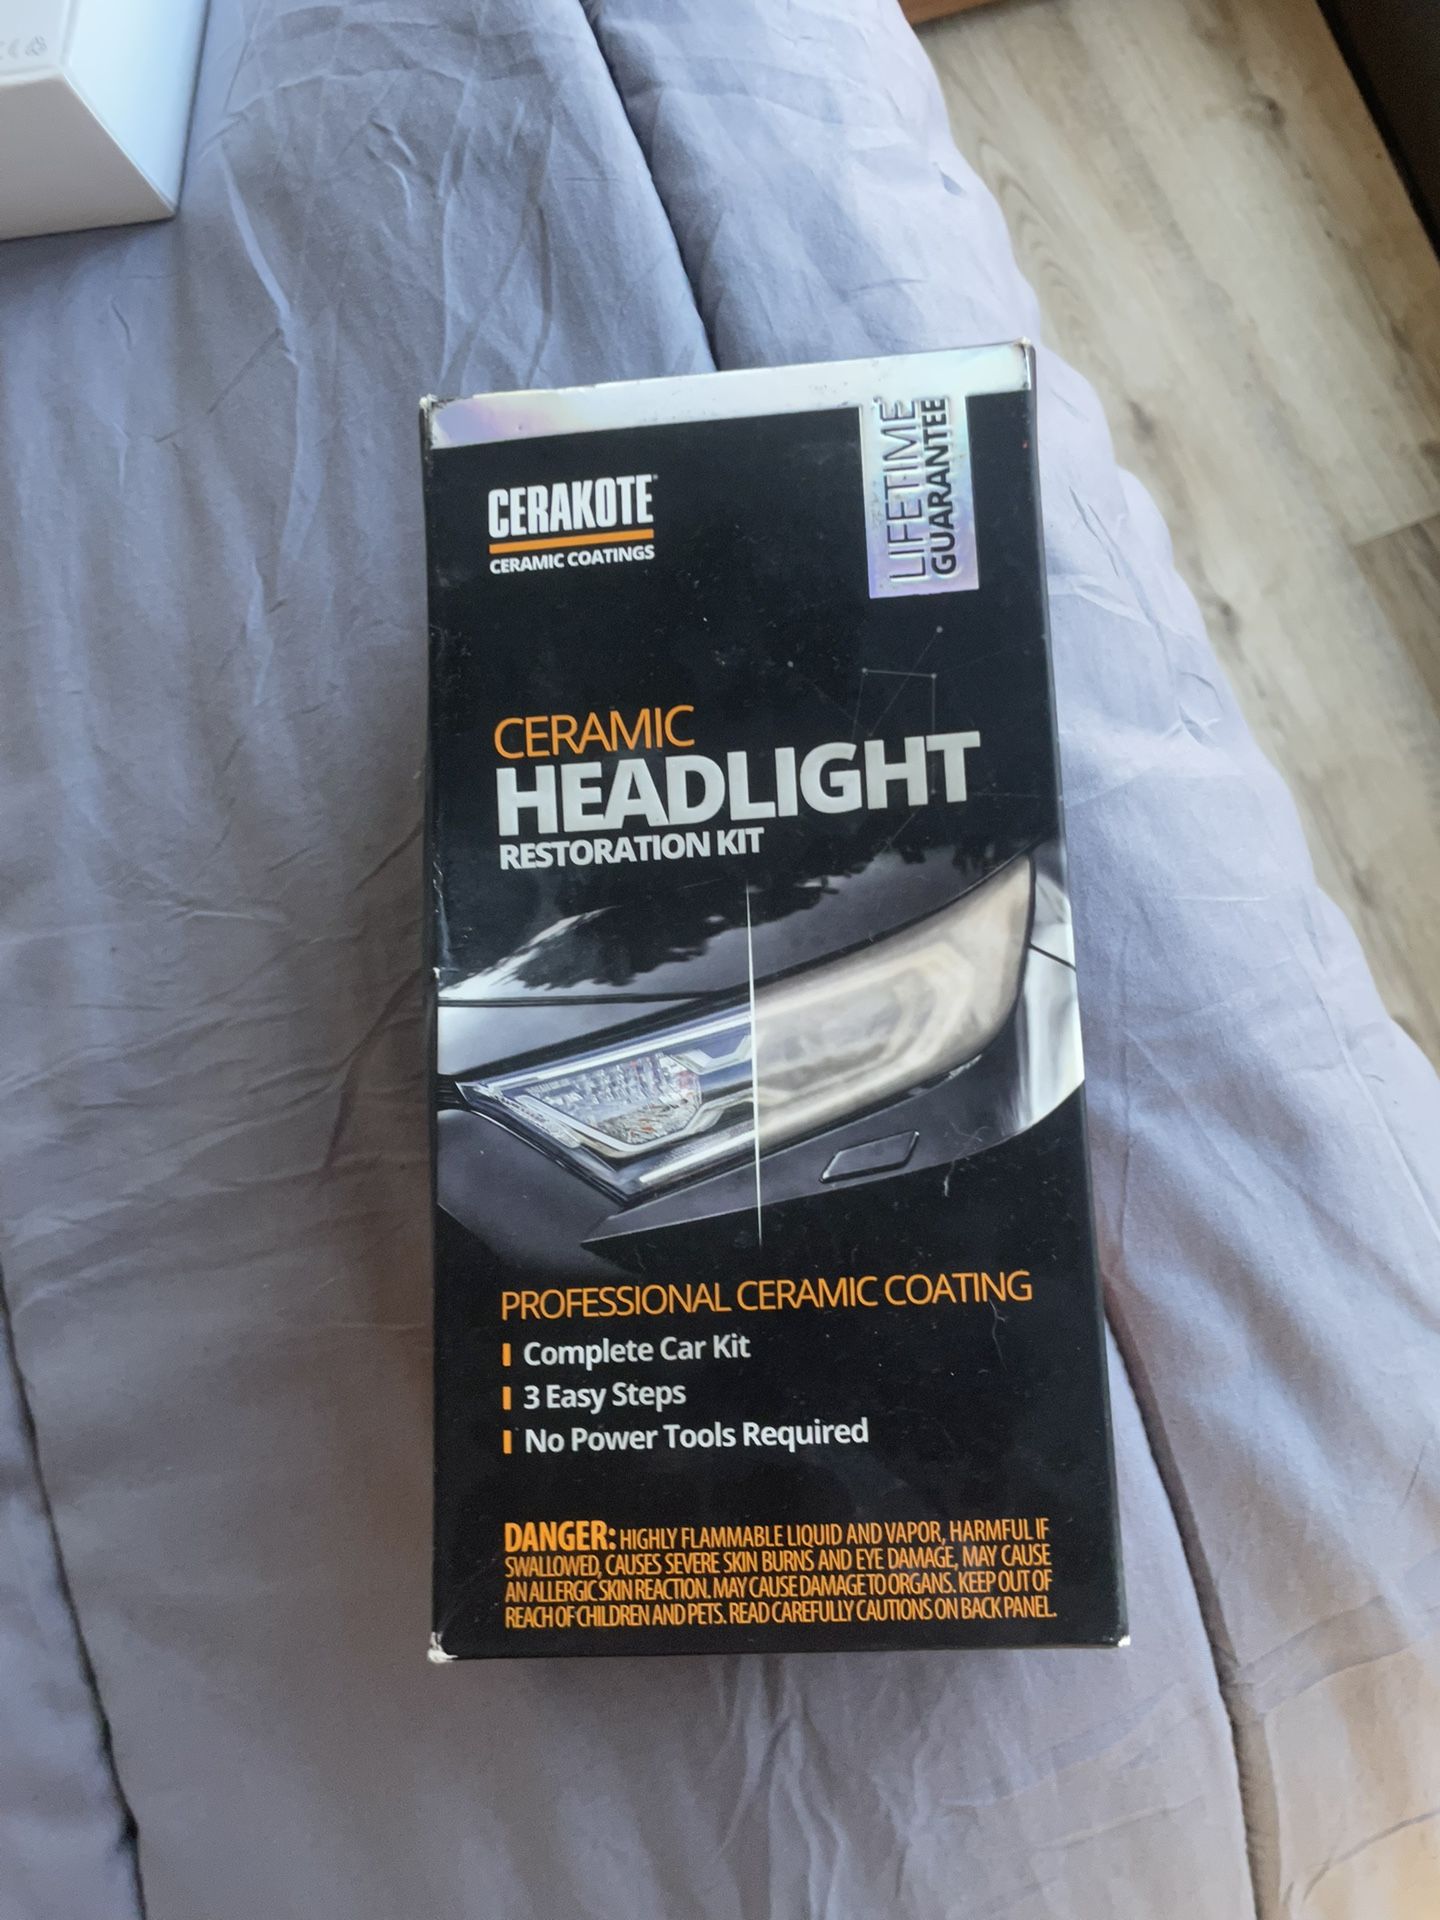 CERAKOTE
CERAMIC COATINGS
LIFETIME
GUARANTEE
CERAMIC
HEADLIGHT
RESTORATION KIT
PROFESSIONAL CERAMIC COATING
Complete Car Kit
3 Easy Steps
No Power Tools Required
DANGER: HIGHLY FLAMMABLE LIQUID AND VAPOR, HARMFUL IF
SWALLOWED, CAUSES SEVERE SKIN BURNS AND EYE DAMAGE, MAY CAUSE
AN ALLERGIC SKIN REACTION. MAY CAUSE DAMAGE TO ORGANS. KEEP OUT OF
REACH OF CHILDREN AND PETS. READ CAREFULLY CAUTIONS ON BACK PANEL.